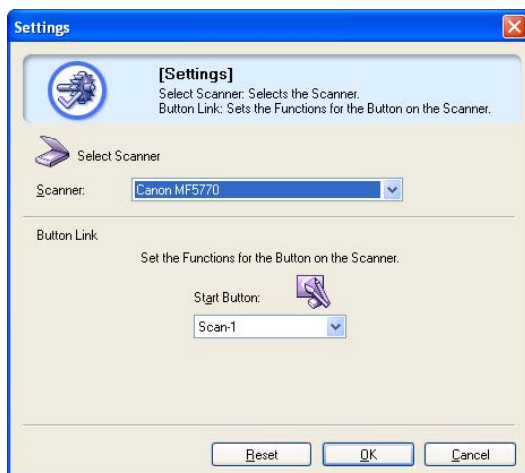 Settings
[Settings]
Select Scanner: Selects the Scanner.
Button Link: Sets the Functions for the Button on the Scanner.
Select Scanner
Scanner:
Canon MF5770
Button Link
Set the Functions for the Button on the Scanner.
Start Button:
Scan-1
Reset
OK
Cancel